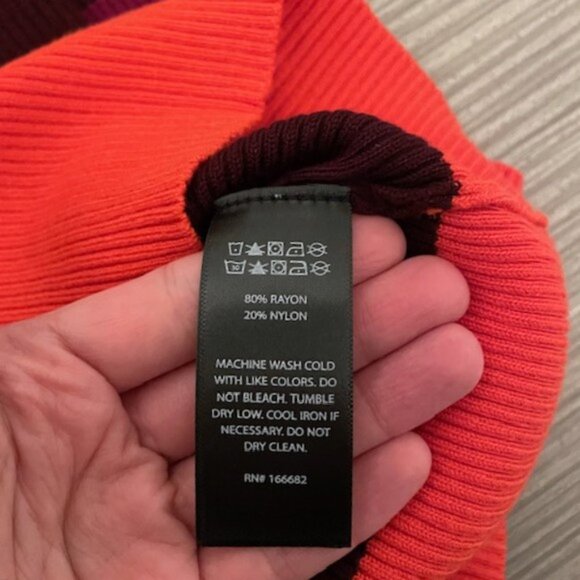 80% RAYON
20% NYLON
MACHINE WASH COLD
WITH LIKE COLORS. DO
NOT BLEACH. TUMBLE
DRY LOW. COOL IRON IF
NECESSARY. DO NOT
DRY CLEAN.
RN# 166682